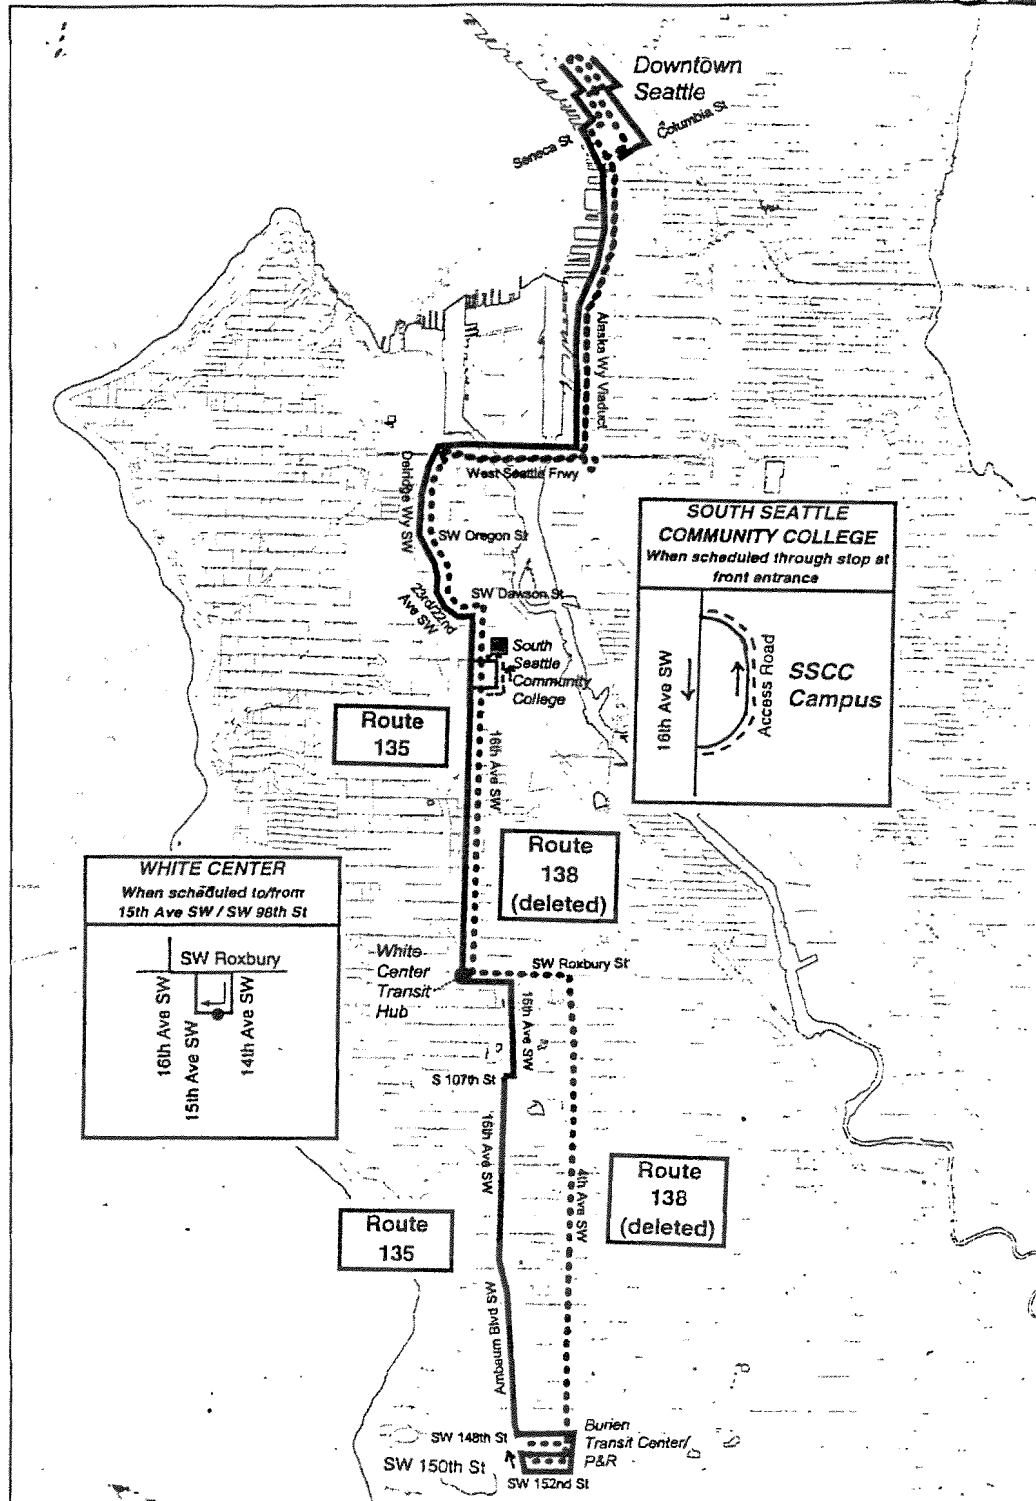 Downtown
Seattle
Columbia St
Seneca St
Alaska Wy Viaduct
West Seattle Frwy
Delridge Wy SW
SW Oregon St
SW Dawson St
23rd/22nd
Ave SW
South
Seattle
Community
College
SOUTH SEATTLE
COMMUNITY COLLEGE
When scheduled through stop at
front entrance
16th Ave SW
Access Road
SSCC
Campus
Route
135
16th Ave SW
Route
138
(deleted)
WHITE CENTER
When scheduled to/from
15th Ave SW / SW 98th St
SW Roxbury
16th Ave SW
15th Ave SW
14th Ave SW
White
Center
Transit
Hub
SW Roxbury St
15th Ave SW
S 107th St
16th Ave SW
4th Ave SW
Route
138
(deleted)
Route
135
Ambaum Blvd SW
SW 148th St
SW 150th St
SW 152nd St
Burien
Transit Center/
P&R